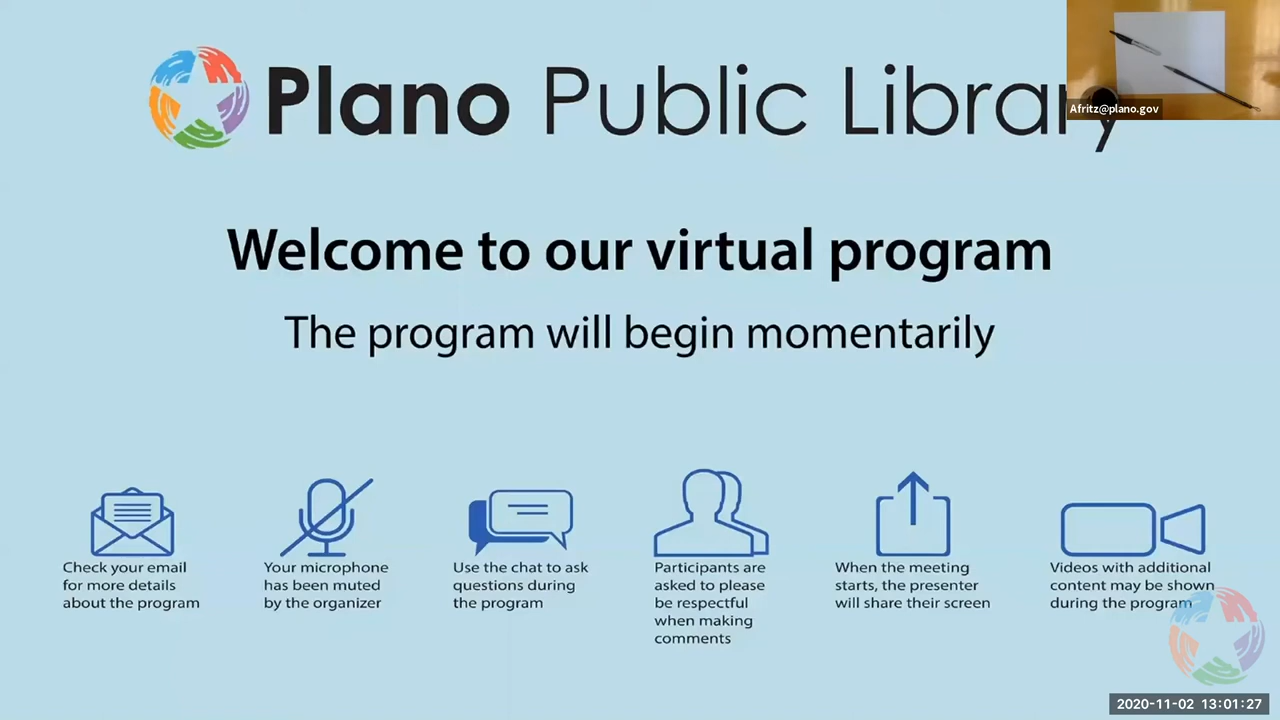 Plano Public Library
Afritz@plano.gov
Welcome to our virtual program
The program will begin momentarily
Check your email
for more details
about the program
Your microphone
has been muted
by the organizer
Use the chat to ask
questions during
the program
Participants are
asked to please
be respectful
when making
comments
When the meeting
starts, the presenter
will share their screen
Videos with additional
content may be shown
during the program
2020-11-02 13:01:27